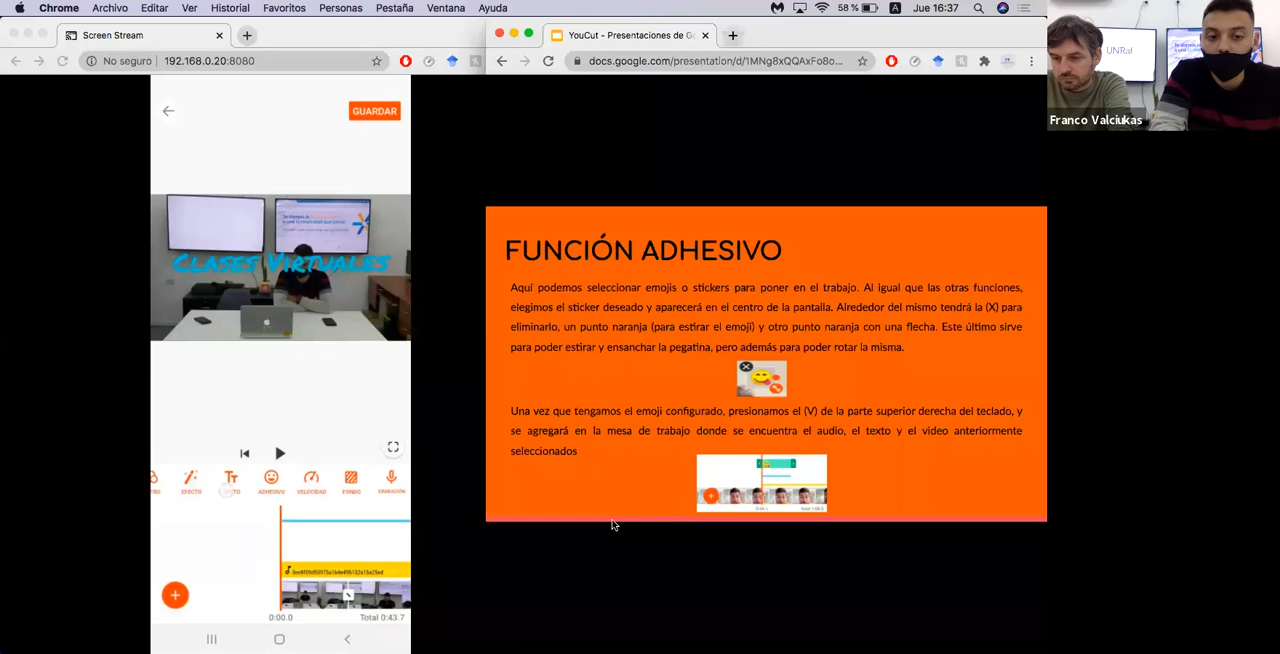 Chrome Archivo Editar Ver Historial Favoritos Personas Pestaña Ventana Ayuda
58 % A Jue 16:37
Screen Stream
YouCut - Presentaciones de G
No seguro 192.168.0.20:8080
docs.google.com/presentation/d/1MNg8xQQAxFo8o...
UNRaf
Franco Valciukas
GUARDAR
Clases Virtuales
EFECTO TEXTO ADHESIVO VELOCIDAD FONDO GRABACIÓN
0:00.0 Total 0:43.7
FUNCIÓN ADHESIVO
Aquí podemos seleccionar emojis o stickers para poner en el trabajo. Al igual que las otras funciones,
elegimos el sticker deseado y aparecerá en el centro de la pantalla. Alrededor del mismo tendrá la (X) para
eliminarlo, un punto naranja (para estirar el emoji) y otro punto naranja con una flecha. Este último sirve
para poder estirar y ensanchar la pegatina, pero además para poder rotar la misma.
Una vez que tengamos el emoji configurado, presionamos el (V) de la parte superior derecha del teclado, y
se agregará en la mesa de trabajo donde se encuentra el audio, el texto y el video anteriormente
seleccionados